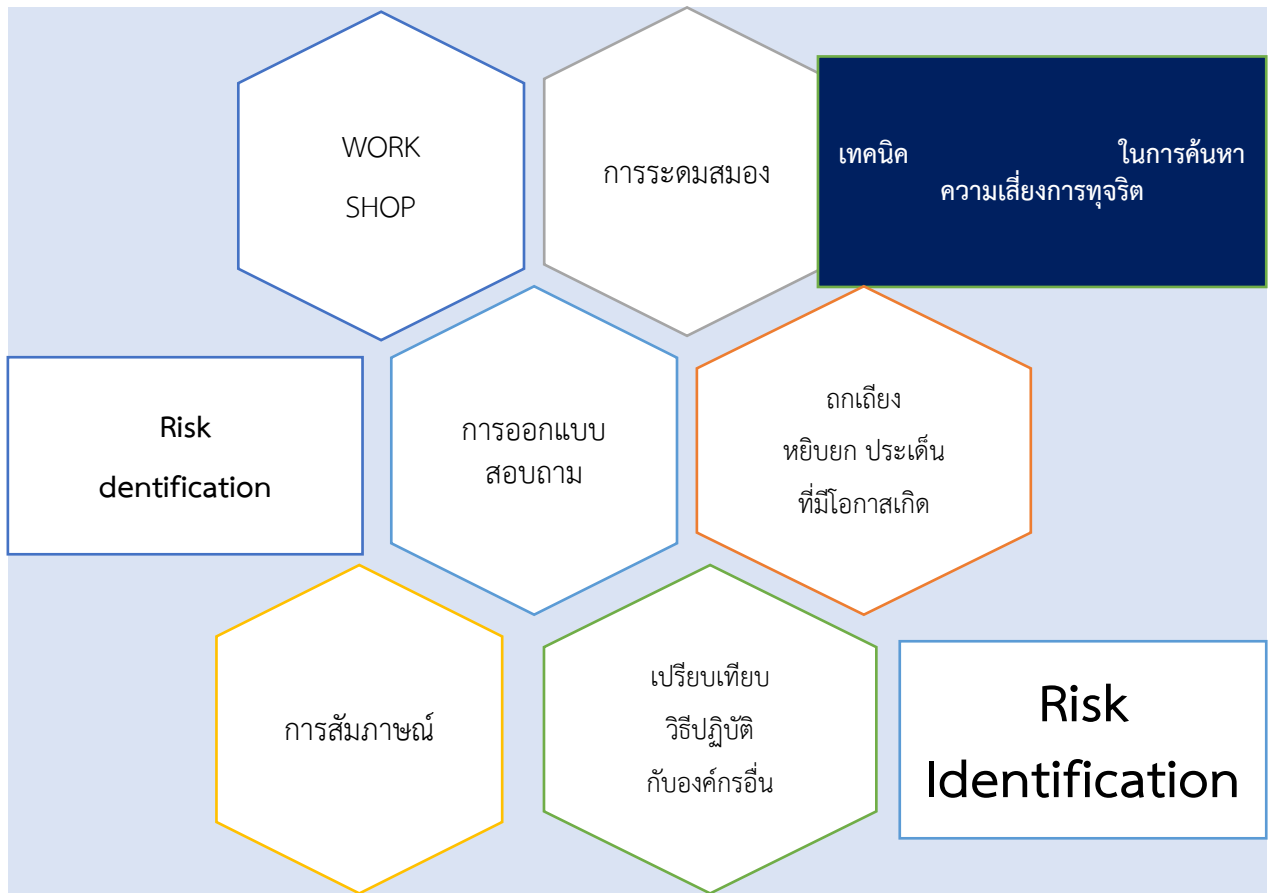 WORK
SHOP
การระดมสมอง
เทคนิค ในการค้นหา
ความเสี่ยงการทุจริต
Risk
dentification
การออกแบบ
สอบถาม
ถกเถียง
หยิบยก ประเด็น
ที่มีโอกาสเกิด
การสัมภาษณ์
เปรียบเทียบ
วิธีปฏิบัติ
กับองค์กรอื่น
Risk
Identification